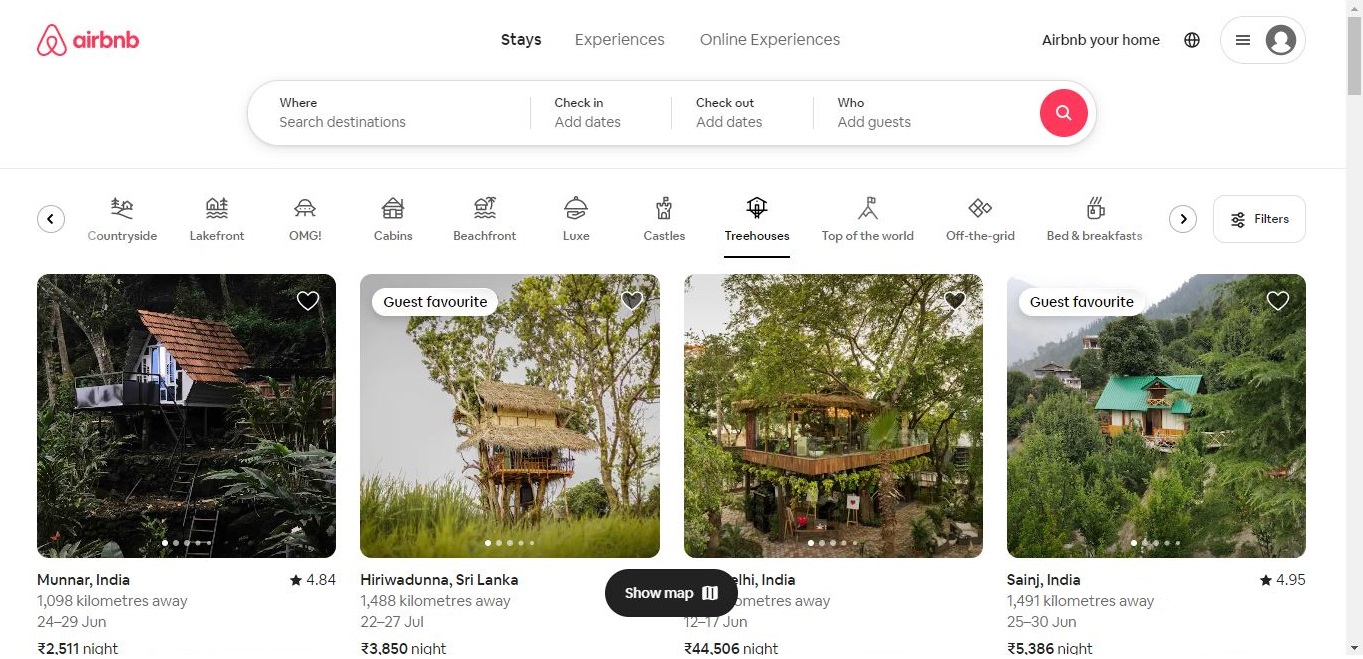 airbnb
Stays
Experiences
Online Experiences
Airbnb your home
Where
Search destinations
Check in
Add dates
Check out
Add dates
Who
Add guests
Countryside
Lakefront
OMG!
Cabins
Beachfront
Luxe
Castles
Treehouses
Top of the world
Off-the-grid
Bed & breakfasts
Filters
Guest favourite
Guest favourite
Munnar, India
4.84
1,098 kilometres away
24–29 Jun
₹2,511 night
Hiriwadunna, Sri Lanka
1,488 kilometres away
22–27 Jul
₹3,850 night
Show map
India
away
12–17 Jun
₹44,506 night
Sainj, India
4.95
1,491 kilometres away
25–30 Jun
₹5,386 night